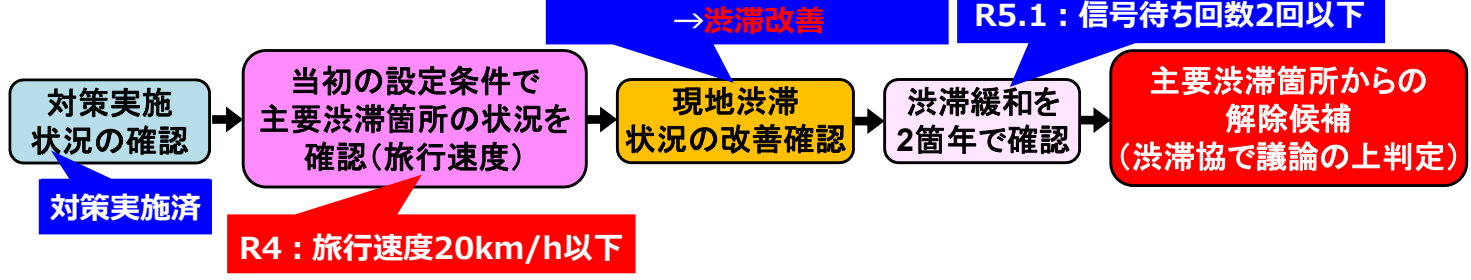 →渋滞改善
R5.1：信号待ち回数2回以下
対策実施
状況の確認
当初の設定条件で
主要渋滞箇所の状況を
確認（旅行速度）
現地渋滞
状況の改善確認
渋滞緩和を
2箇年で確認
主要渋滞箇所からの
解除候補
（渋滞協で議論の上判定）
対策実施済
R4：旅行速度20km/h以下